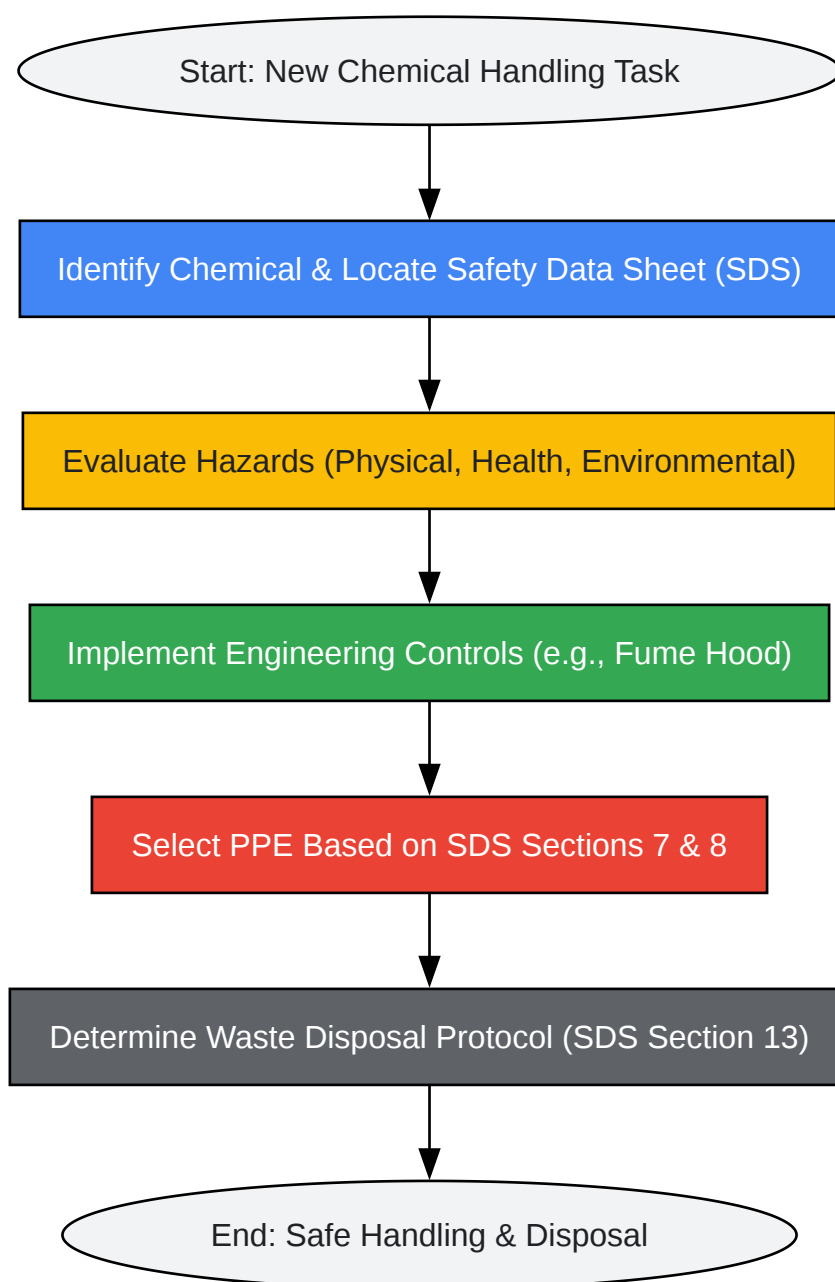 Start: New Chemical Handling Task
Identify Chemical & Locate Safety Data Sheet (SDS)
Evaluate Hazards (Physical, Health, Environmental)
Implement Engineering Controls (e.g., Fume Hood)
Select PPE Based on SDS Sections 7 & 8
Determine Waste Disposal Protocol (SDS Section 13)
End: Safe Handling & Disposal